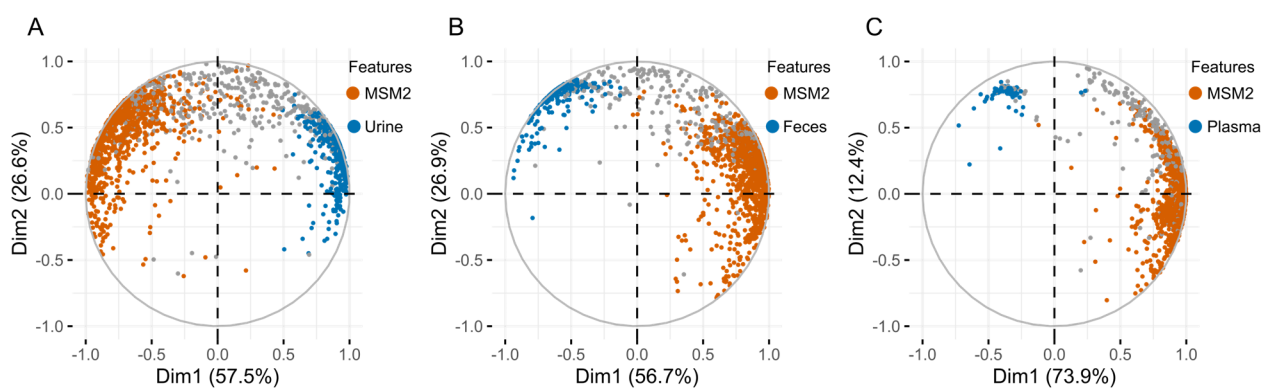 A
Features
MSM2
Urine
1.0
0.5
0.0
-0.5
-1.0
Dim2 (26.6%)
-1.0 -0.5 0.0 0.5 1.0
Dim1 (57.5%)
B
Features
MSM2
Feces
1.0
0.5
0.0
-0.5
-1.0
Dim2 (26.9%)
-1.0 -0.5 0.0 0.5 1.0
Dim1 (56.7%)
C
Features
MSM2
Plasma
1.0
0.5
0.0
-0.5
-1.0
Dim2 (12.4%)
-1.0 -0.5 0.0 0.5 1.0
Dim1 (73.9%)